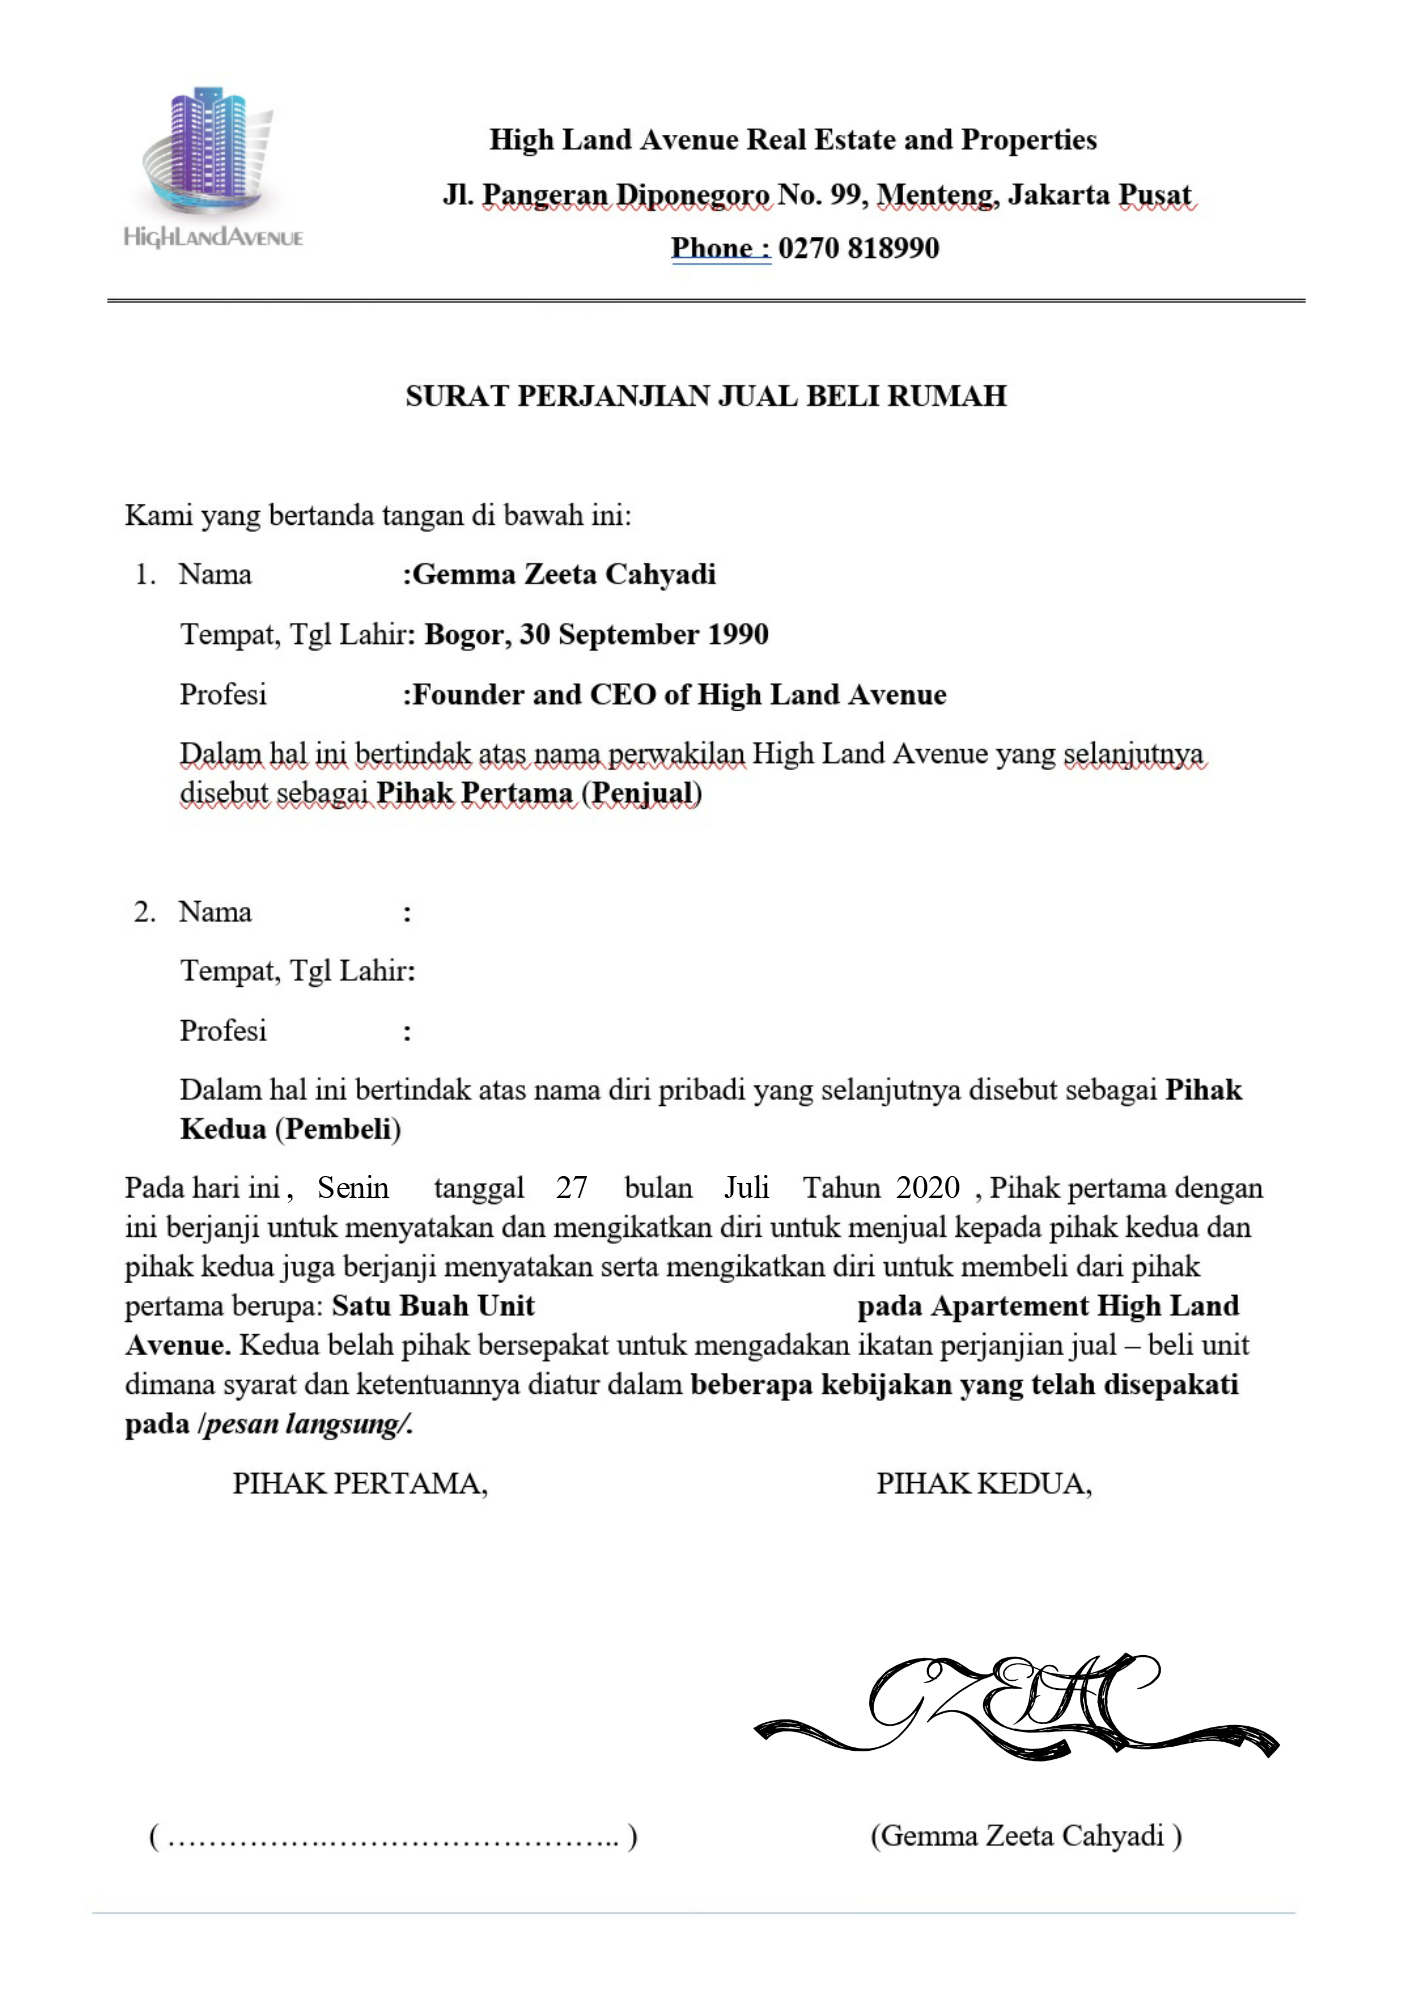 HIGHLANDAVENUE
High Land Avenue Real Estate and Properties
Jl. Pangeran Diponegoro No. 99, Menteng, Jakarta Pusat
Phone : 0270 818990
SURAT PERJANJIAN JUAL BELI RUMAH
Kami yang bertanda tangan di bawah ini:
1. Nama :Gemma Zeeta Cahyadi
Tempat, Tgl Lahir: Bogor, 30 September 1990
Profesi :Founder and CEO of High Land Avenue
Dalam hal ini bertindak atas nama perwakilan High Land Avenue yang selanjutnya
disebut sebagai Pihak Pertama (Penjual)
2. Nama :
Tempat, Tgl Lahir:
Profesi :
Dalam hal ini bertindak atas nama diri pribadi yang selanjutnya disebut sebagai Pihak
Kedua (Pembeli)
Pada hari ini , Senin tanggal 27 bulan Juli Tahun 2020 , Pihak pertama dengan
ini berjanji untuk menyatakan dan mengikatkan diri untuk menjual kepada pihak kedua dan
pihak kedua juga berjanji menyatakan serta mengikatkan diri untuk membeli dari pihak
pertama berupa: Satu Buah Unit pada Apartement High Land
Avenue. Kedua belah pihak bersepakat untuk mengadakan ikatan perjanjian jual – beli unit
dimana syarat dan ketentuannya diatur dalam beberapa kebijakan yang telah disepakati
pada /pesan langsung/.
PIHAK PERTAMA, PIHAK KEDUA,
( ……………………………………….. ) (Gemma Zeeta Cahyadi )